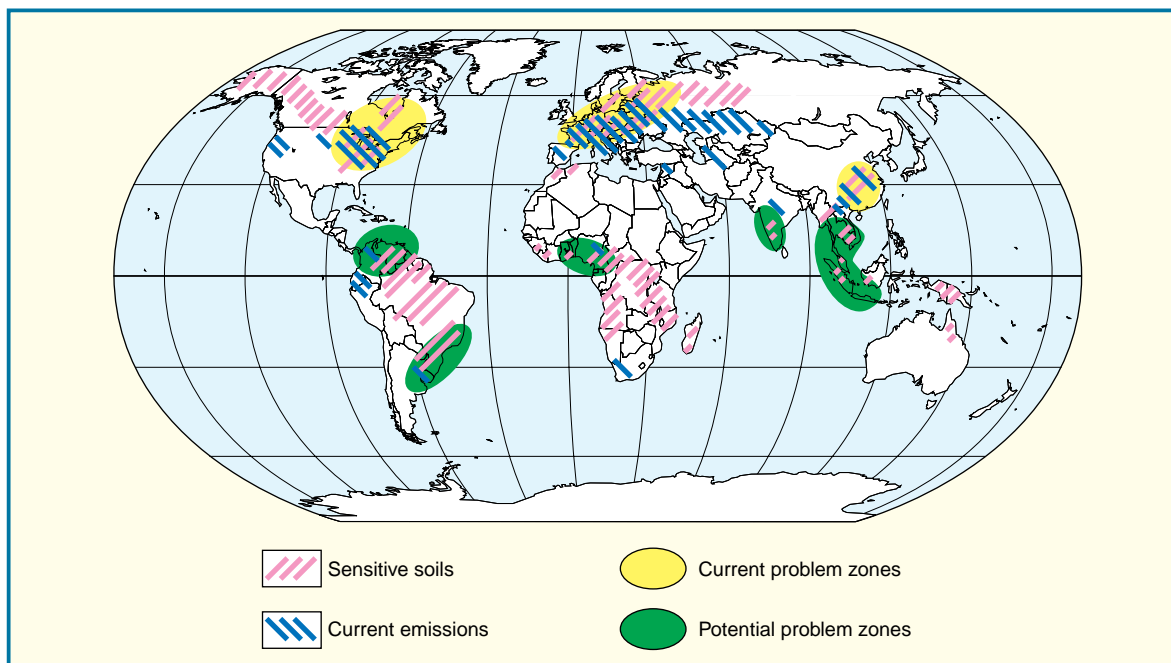 Sensitive soils
Current problem zones
Current emissions
Potential problem zones